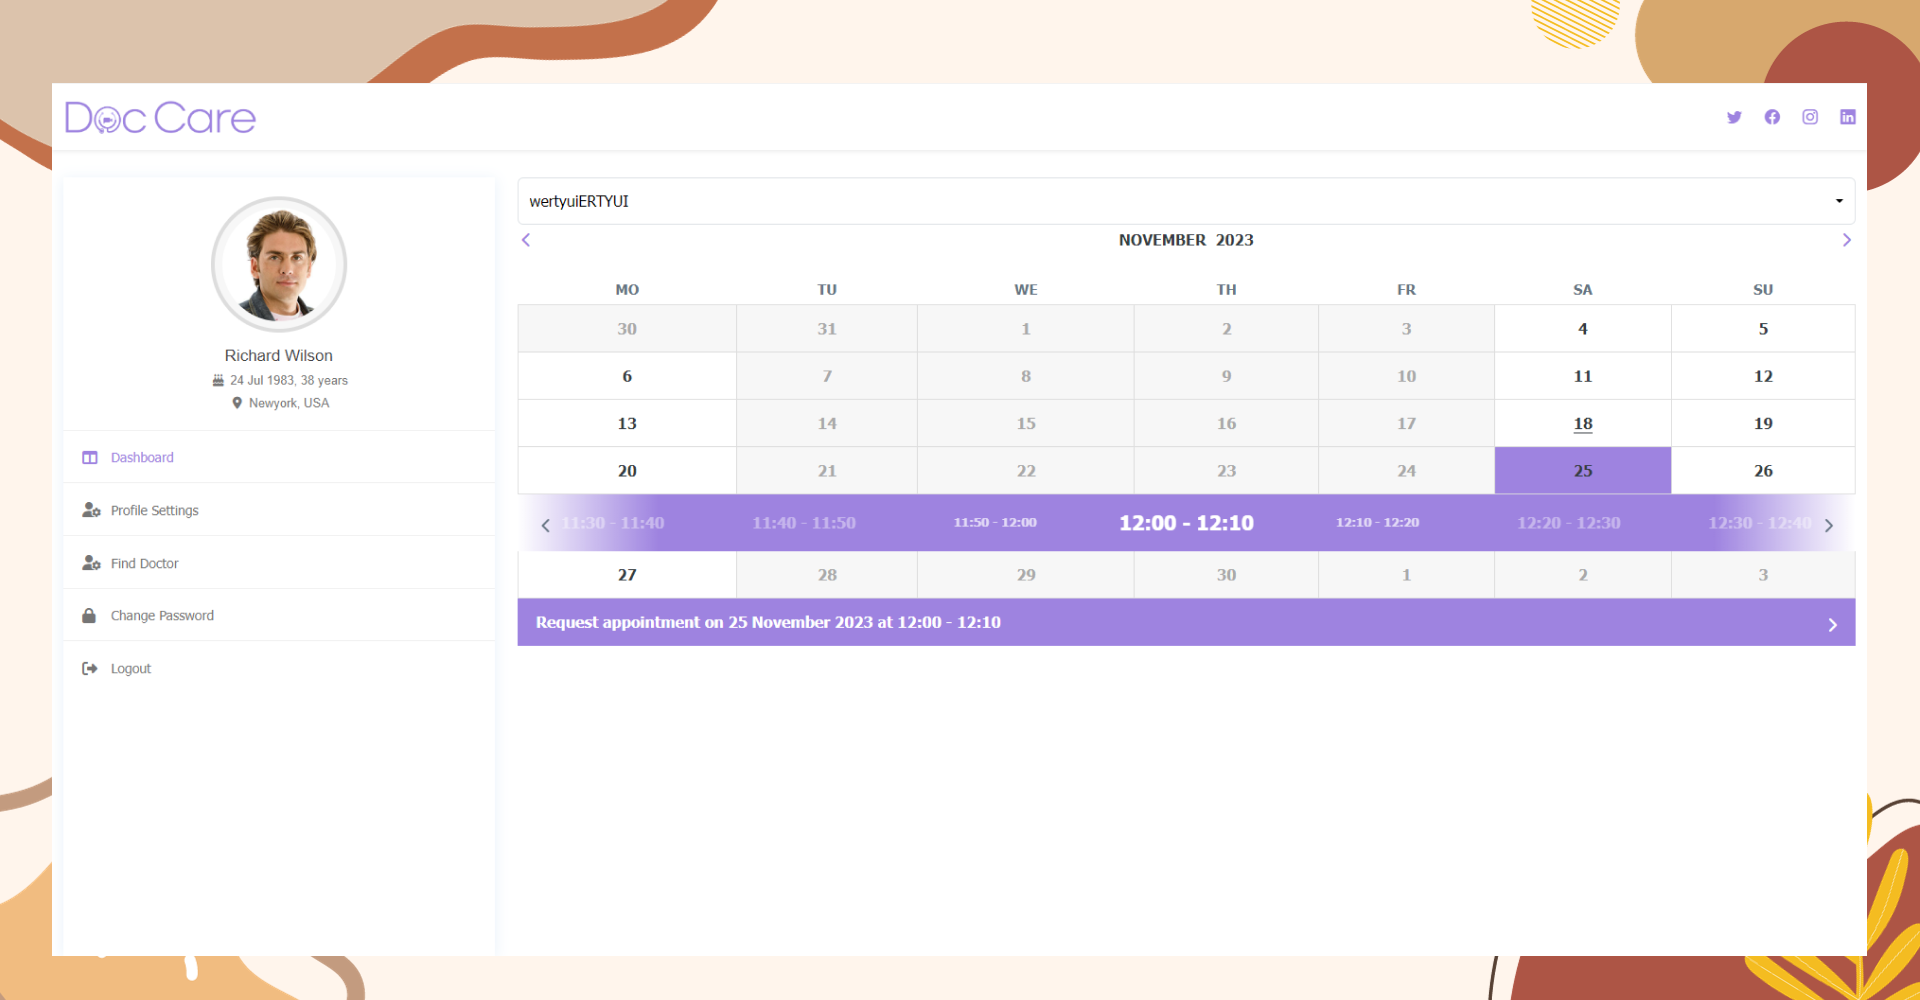 Doc Care
Richard Wilson
24 Jul 1983, 38 years
Newyork, USA
Dashboard
Profile Settings
Find Doctor
Change Password
Logout
wertyuiERTYUI
NOVEMBER 2023
MO TU WE TH FR SA SU
30 31 1 2 3 4 5
6 7 8 9 10 11 12
13 14 15 16 17 18 19
20 21 22 23 24 25 26
11:30 - 11:40 11:40 - 11:50 11:50 - 12:00 12:00 - 12:10 12:10 - 12:20 12:20 - 12:30 12:30 - 12:40
27 28 29 30 1 2 3
Request appointment on 25 November 2023 at 12:00 - 12:10